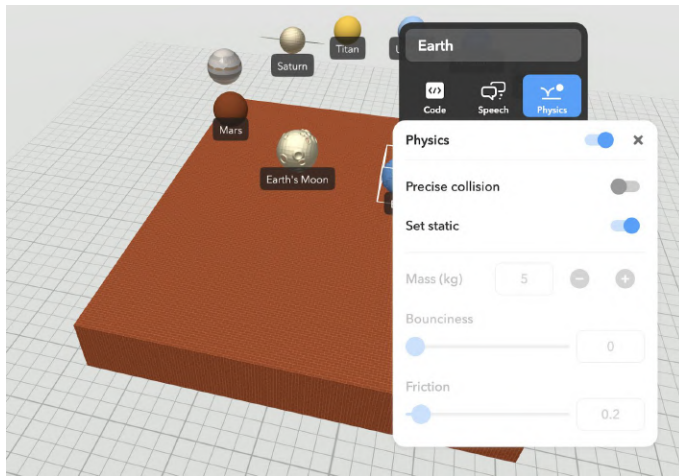 Titan
Saturn
Mars
Earth's Moon
Earth
Code
Speech
Physics
Physics
Precise collision
Set static
Mass (kg)
5
Bounciness
0
Friction
0.2